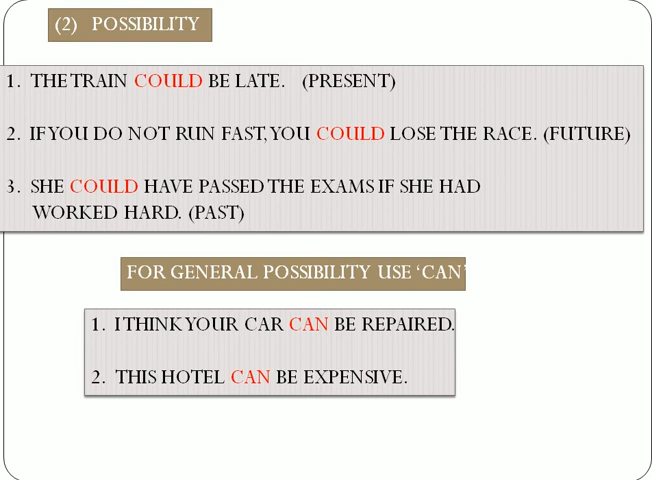 (2) POSSIBILITY
1. THE TRAIN COULD BE LATE. (PRESENT)
2. IF YOU DO NOT RUN FAST, YOU COULD LOSE THE RACE. (FUTURE)
3. SHE COULD HAVE PASSED THE EXAMS IF SHE HAD
WORKED HARD. (PAST)
FOR GENERAL POSSIBILITY USE ‘CAN’
1. I THINK YOUR CAR CAN BE REPAIRED.
2. THIS HOTEL CAN BE EXPENSIVE.